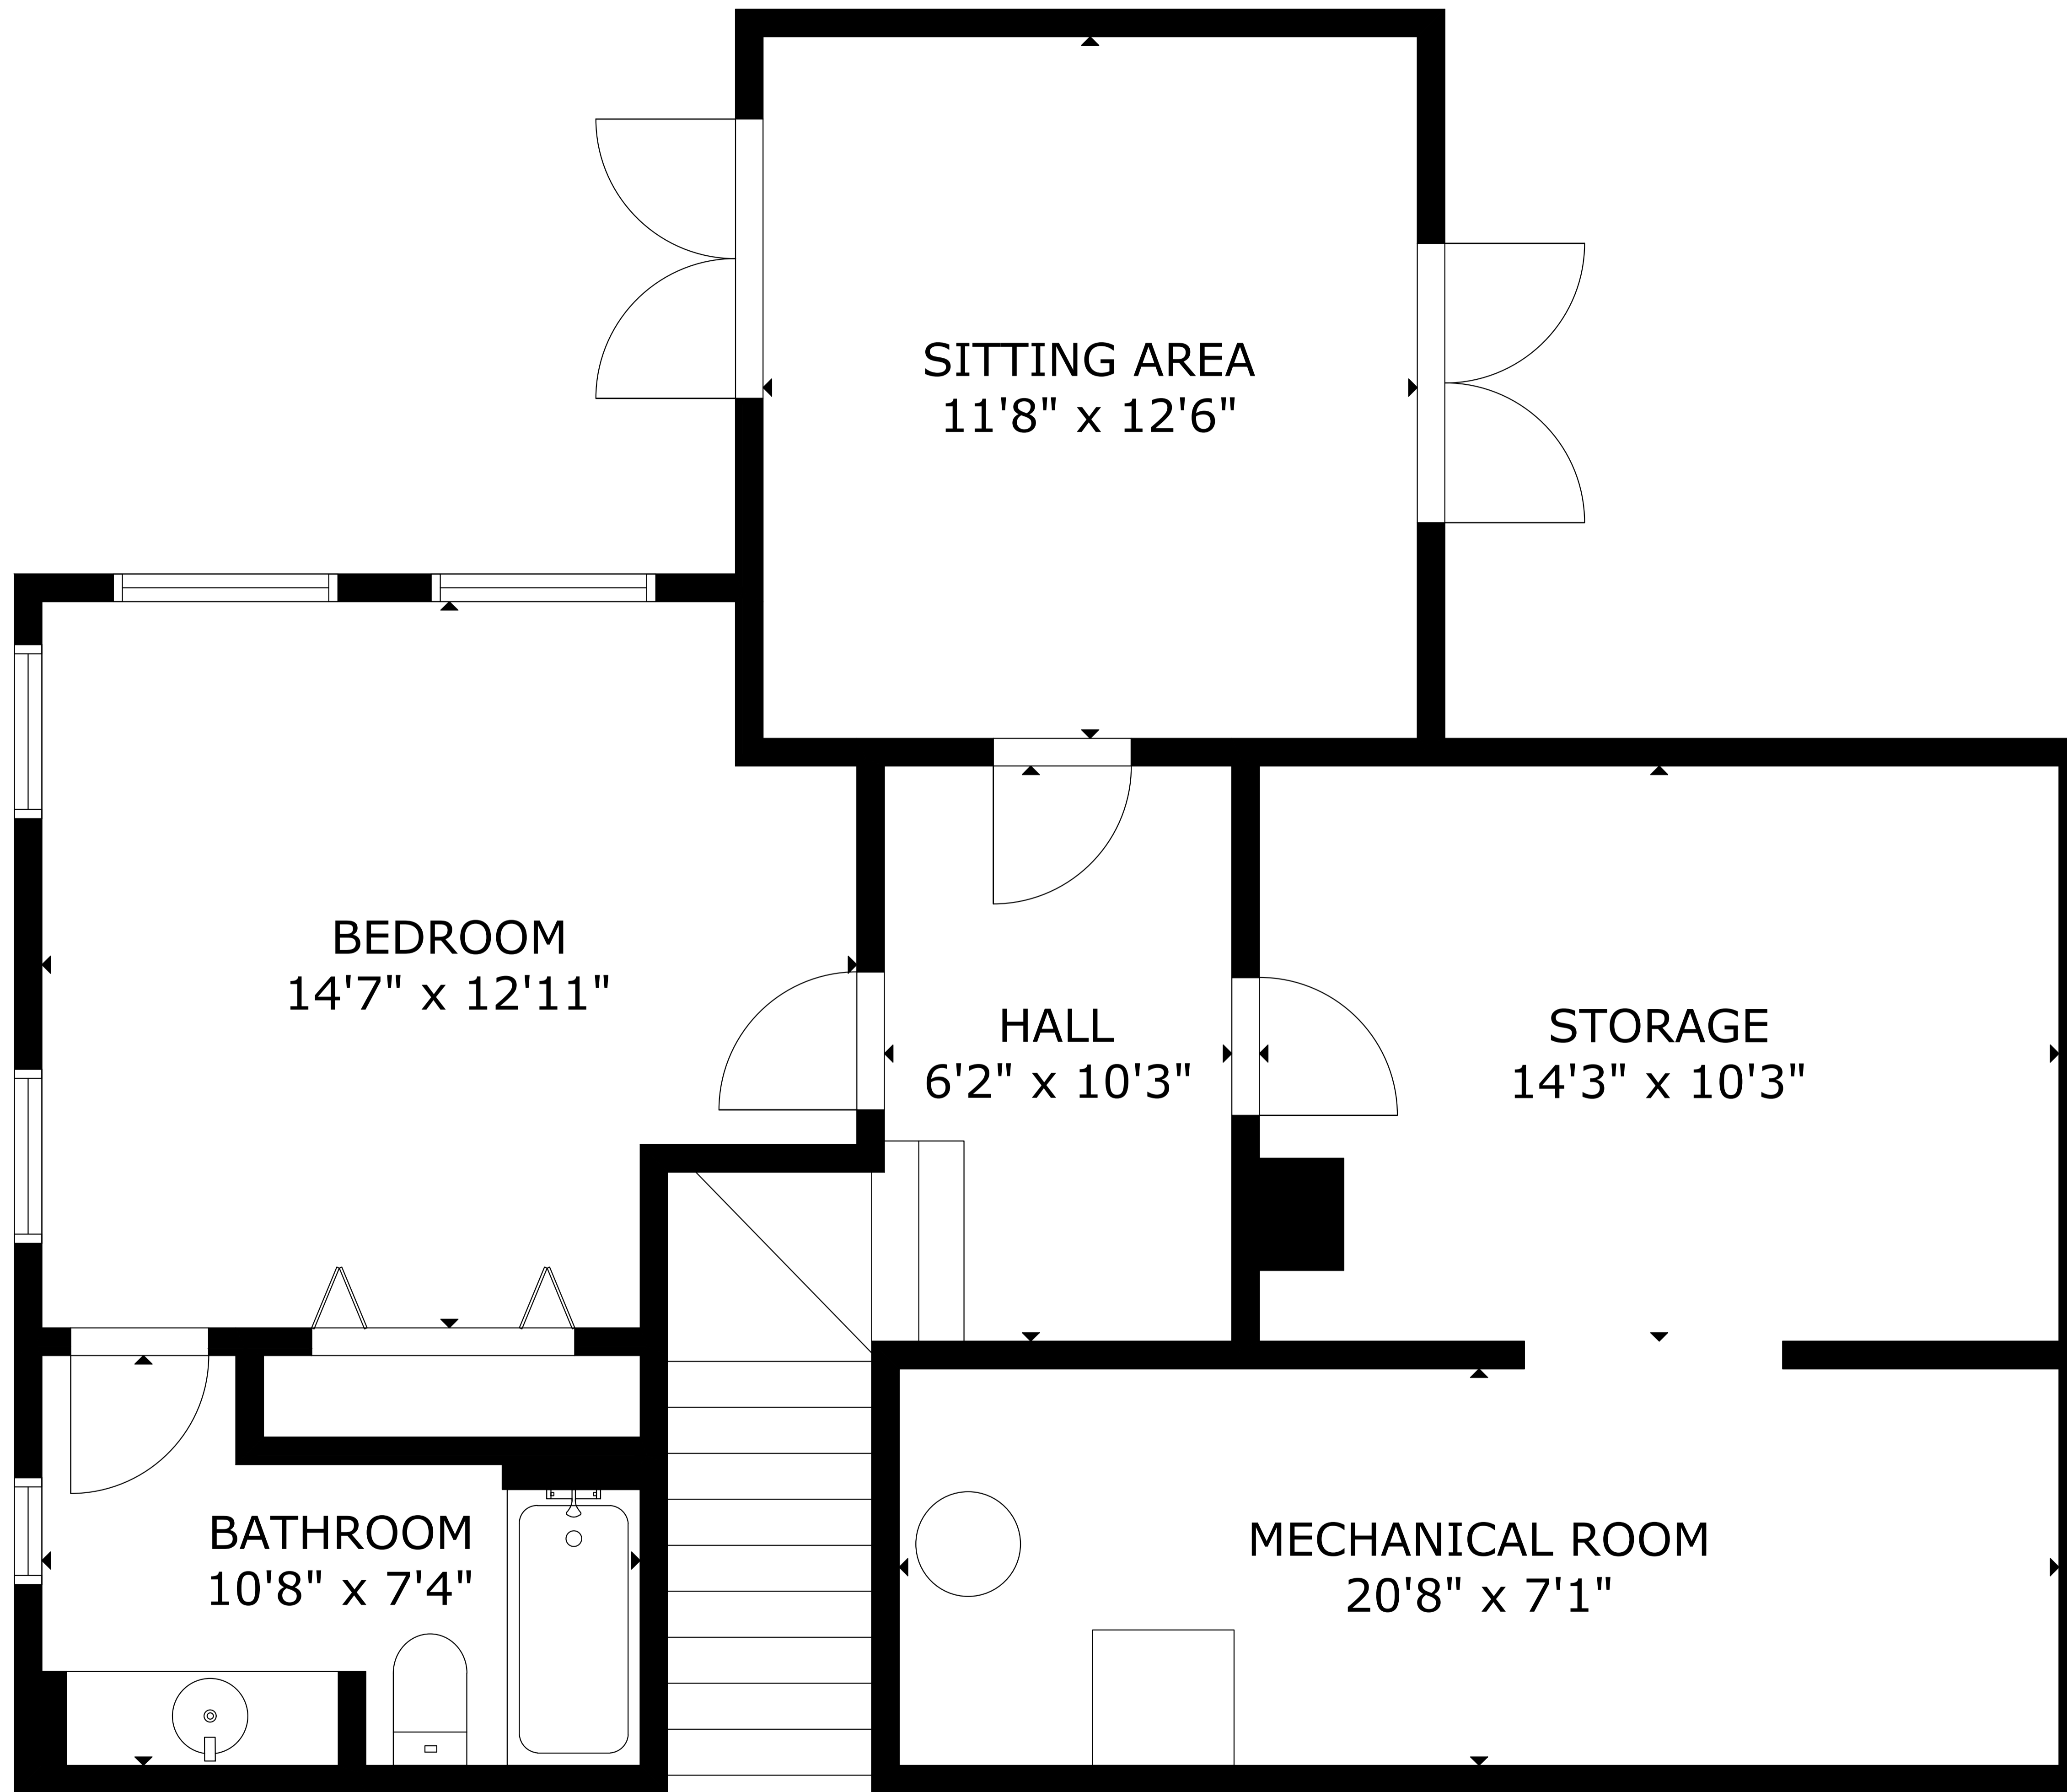 SITTING AREA
11'8" x 12'6"
BEDROOM
14'7" x 12'11"
HALL
6'2" x 10'3"
STORAGE
14'3" x 10'3"
BATHROOM
10'8" x 7'4"
MECHANICAL ROOM
20'8" x 7'1"